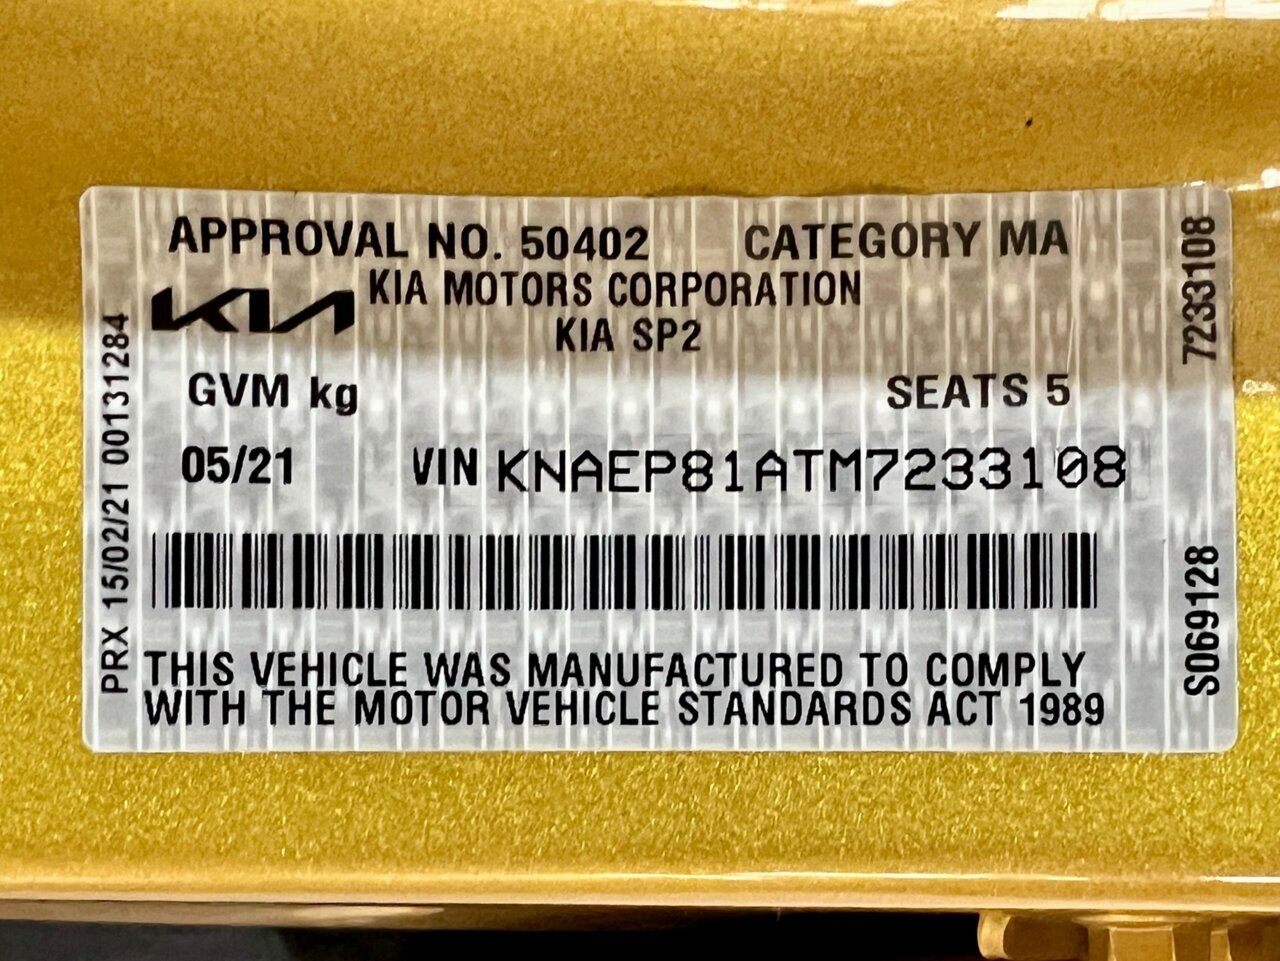 APPROVAL NO. 50402 CATEGORY MA
KIA KIA MOTORS CORPORATION
KIA SP2
GVM kg SEATS 5
05/21 VIN KNAEP81ATM7233108
THIS VEHICLE WAS MANUFACTURED TO COMPLY
WITH THE MOTOR VEHICLE STANDARDS ACT 1989
PRX 15/02/21 00131284
7233108
S069128